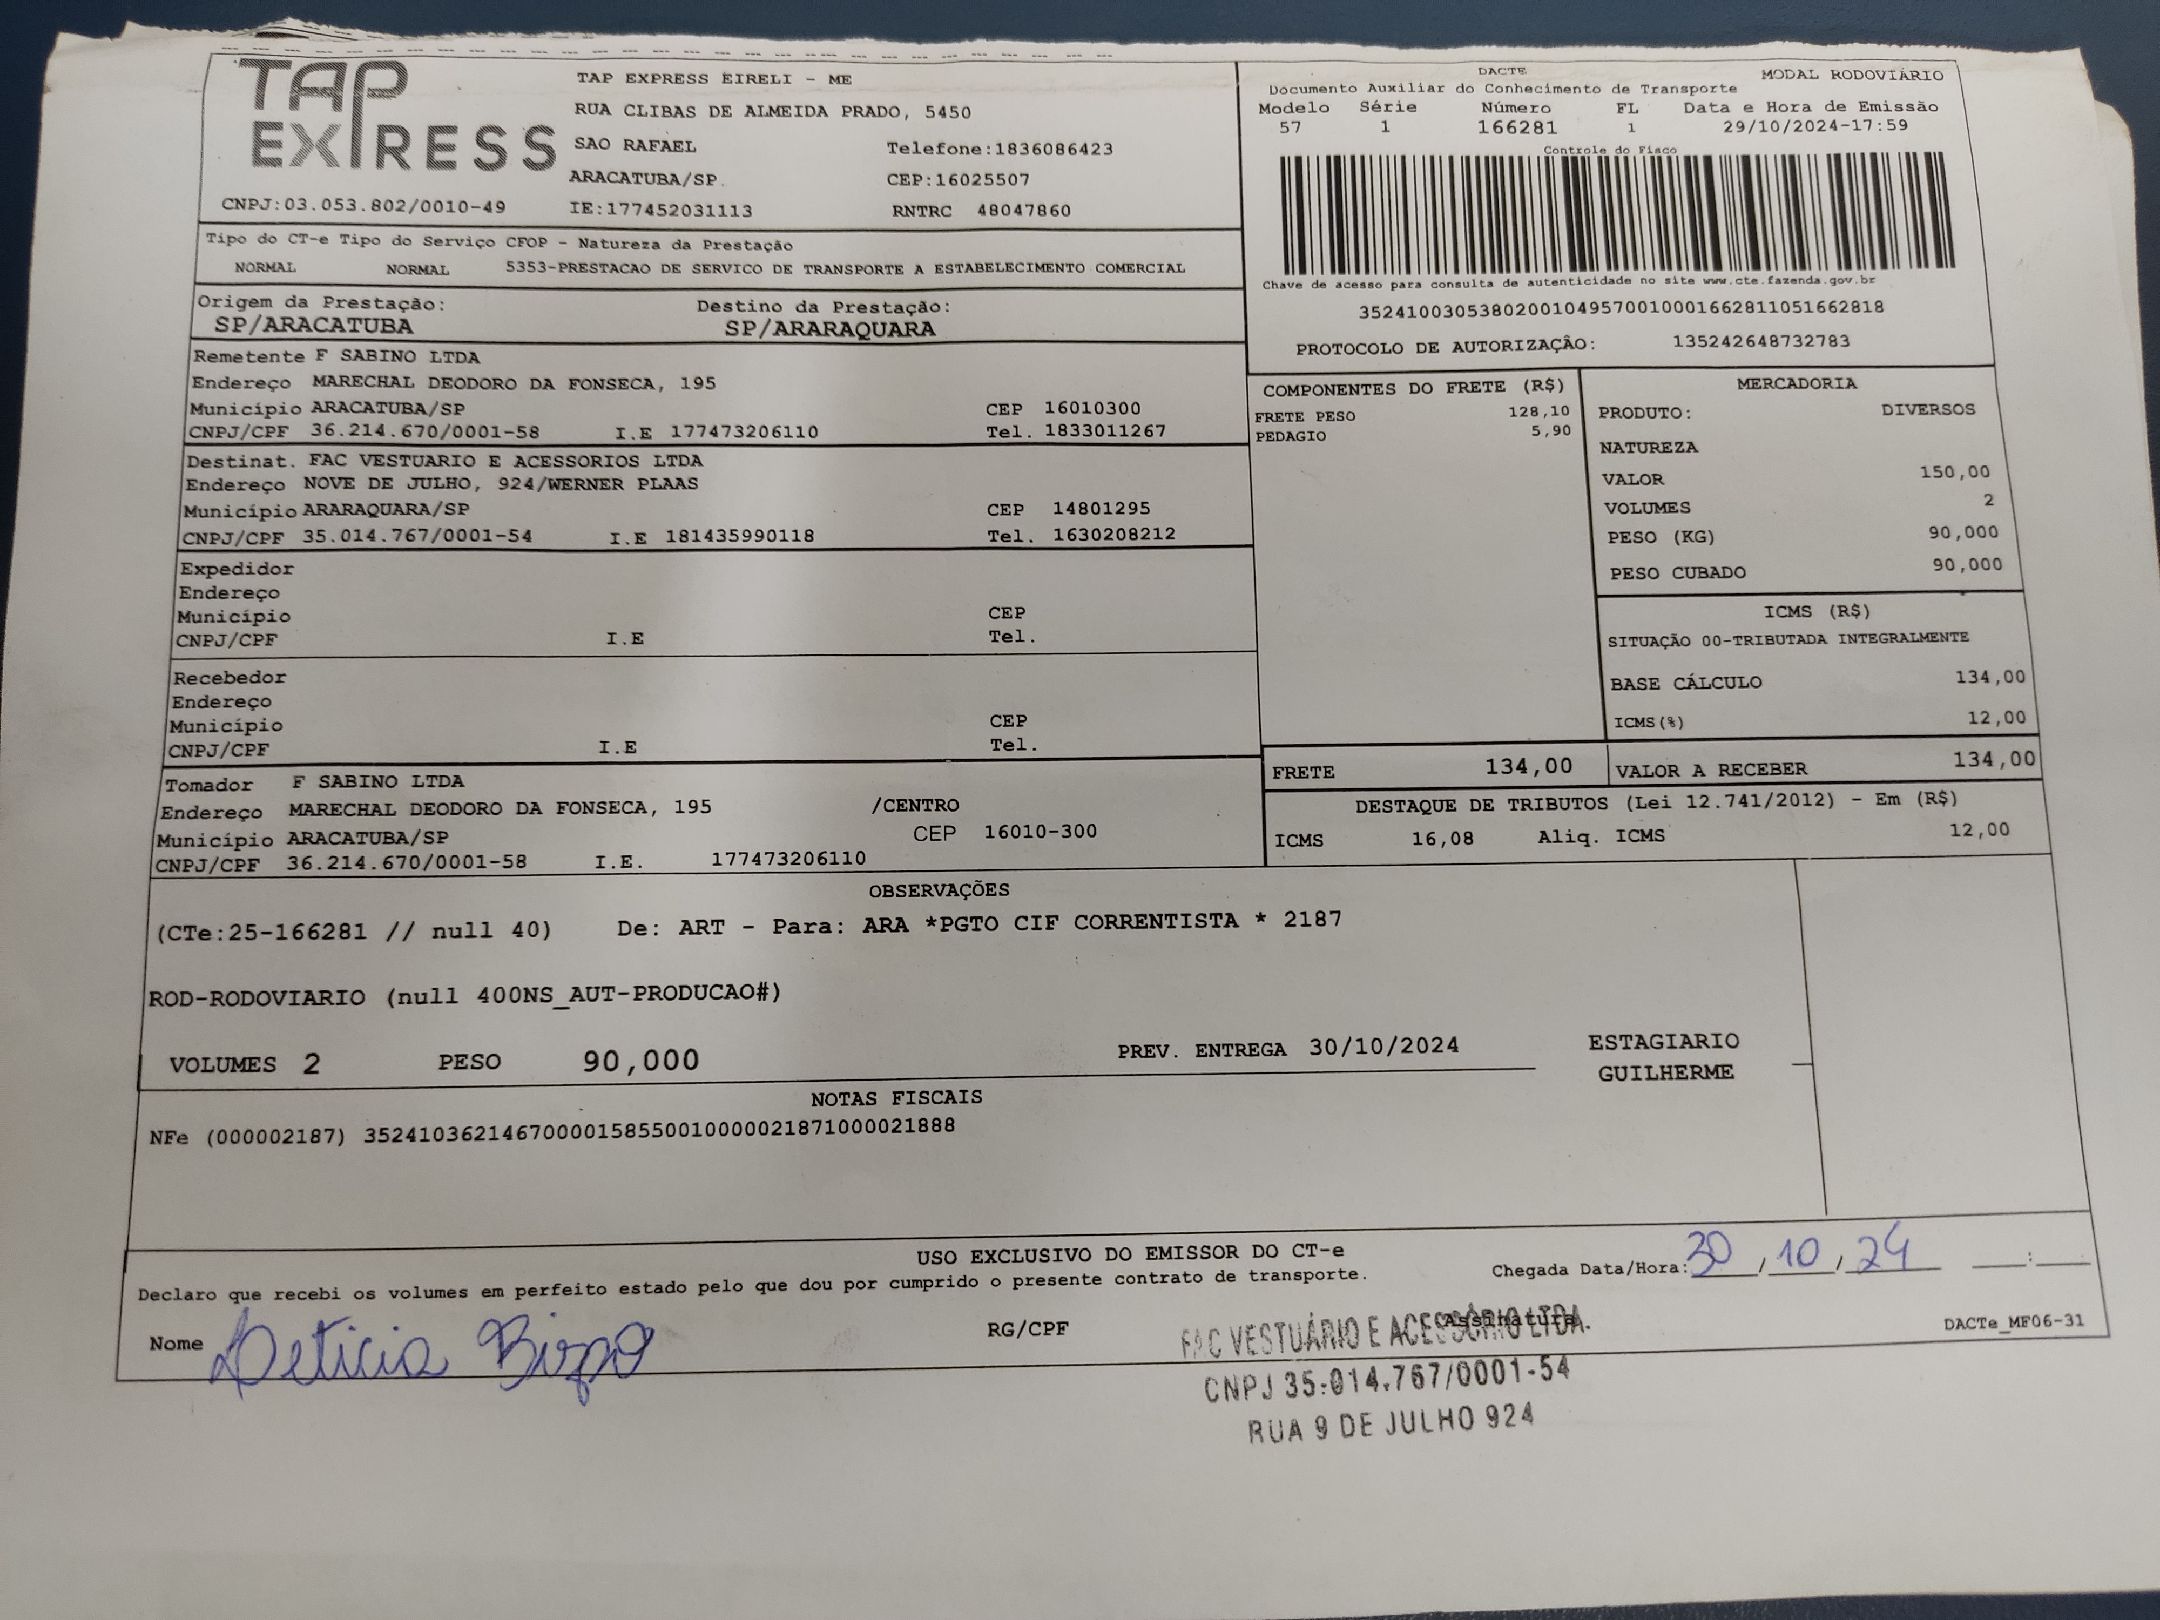 TAP
EXPRESS
TAP EXPRESS EIRELI - ME
RUA CLIBAS DE ALMEIDA PRADO, 5450
SAO RAFAEL Telefone:1836086423
ARACATUBA/SP. CEP:16025507
CNPJ:03.053.802/0010-49 IE:177452031113 RNTRC 48047860
DACTE MODAL RODOVIÁRIO
Documento Auxiliar do Conhecimento de Transporte
Modelo Série Número FL Data e Hora de Emissão
57 1 166281 1 29/10/2024-17:59
Controle do Fisco
Chave de acesso para consulta de autenticidade no site www.cte.fazenda.gov.br
35241003053802001049570010001662811051662818
PROTOCOLO DE AUTORIZAÇÃO: 135242648732783
Tipo do CT-e Tipo do Serviço CFOP - Natureza da Prestação
NORMAL NORMAL 5353-PRESTACAO DE SERVICO DE TRANSPORTE A ESTABELECIMENTO COMERCIAL
Origem da Prestação: Destino da Prestação:
SP/ARACATUBA SP/ARARAQUARA
Remetente F SABINO LTDA
Endereço MARECHAL DEODORO DA FONSECA, 195
Município ARACATUBA/SP CEP 16010300
CNPJ/CPF 36.214.670/0001-58 I.E 177473206110 Tel. 1833011267
Destinat. FAC VESTUARIO E ACESSORIOS LTDA
Endereço NOVE DE JULHO, 924/WERNER PLAAS
Município ARARAQUARA/SP CEP 14801295
CNPJ/CPF 35.014.767/0001-54 I.E 181435990118 Tel. 1630208212
Expedidor
Endereço
Município CEP
CNPJ/CPF I.E Tel.
Recebedor
Endereço
Município CEP
CNPJ/CPF I.E Tel.
Tomador F SABINO LTDA
Endereço MARECHAL DEODORO DA FONSECA, 195 /CENTRO
Município ARACATUBA/SP CEP 16010-300
CNPJ/CPF 36.214.670/0001-58 I.E. 177473206110
COMPONENTES DO FRETE (R$)
FRETE PESO 128,10
PEDAGIO 5,90
MERCADORIA
PRODUTO: DIVERSOS
NATUREZA
VALOR 150,00
VOLUMES 2
PESO (KG) 90,000
PESO CUBADO 90,000
ICMS (R$)
SITUAÇÃO 00-TRIBUTADA INTEGRALMENTE
BASE CÁLCULO 134,00
ICMS(%) 12,00
FRETE 134,00 VALOR A RECEBER 134,00
DESTAQUE DE TRIBUTOS (Lei 12.741/2012) - Em (R$)
ICMS 16,08 Aliq. ICMS 12,00
OBSERVAÇÕES
(CTe:25-166281 // null 40) De: ART - Para: ARA *PGTO CIF CORRENTISTA * 2187
ROD-RODOVIARIO (null 400NS_AUT-PRODUCAO#)
VOLUMES 2 PESO 90,000 PREV. ENTREGA 30/10/2024 ESTAGIARIO
GUILHERME
NOTAS FISCAIS
NFe (000002187) 35241036214670000158550010000021871000021888
USO EXCLUSIVO DO EMISSOR DO CT-e
Declaro que recebi os volumes em perfeito estado pelo que dou por cumprido o presente contrato de transporte. Chegada Data/Hora: 30/10/24 __:__
Nome Leticia RG/CPF Assinatura. DACTe_MF06-31
FAC VESTUÁRIO E ACESSÓRIO LTDA
CNPJ 35.014.767/0001-54
RUA 9 DE JULHO 924